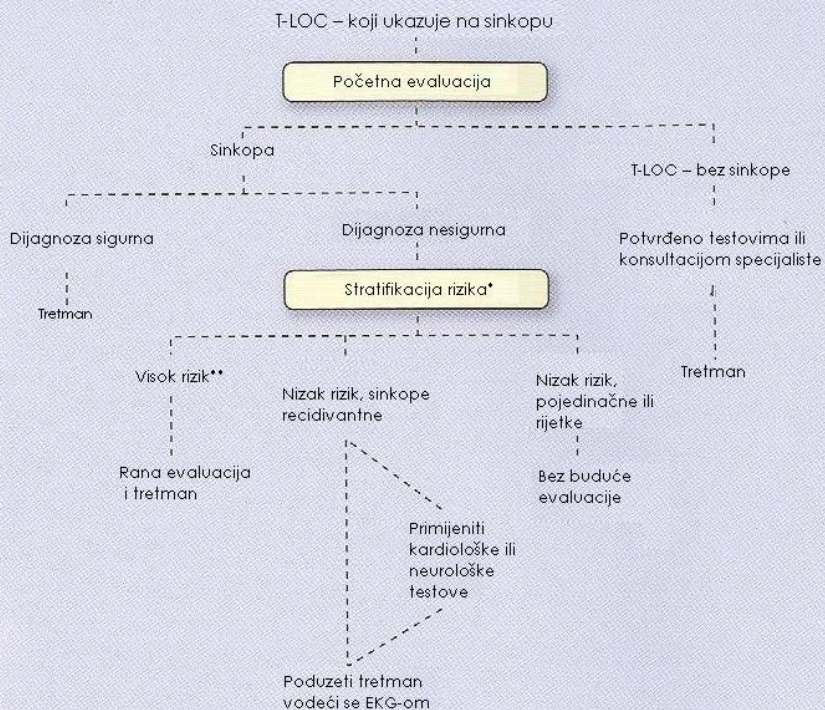 T-LOC – koji ukazuje na sinkopu
Početna evaluacija
Sinkopa
T-LOC – bez sinkope
Dijagnoza sigurna
Dijagnoza nesigurna
Potvrđeno testovima ili
konsultacijom specijaliste
Tretman
Stratifikacija rizika*
Tretman
Visok rizik**
Nizak rizik, sinkope
recidivantne
Nizak rizik,
pojedinačne ili
rijetke
Rana evaluacija
i tretman
Bez buduće
evaluacije
Primijeniti
kardiološke ili
neurološke
testove
Poduzeti tretman
vodeći se EKG-om